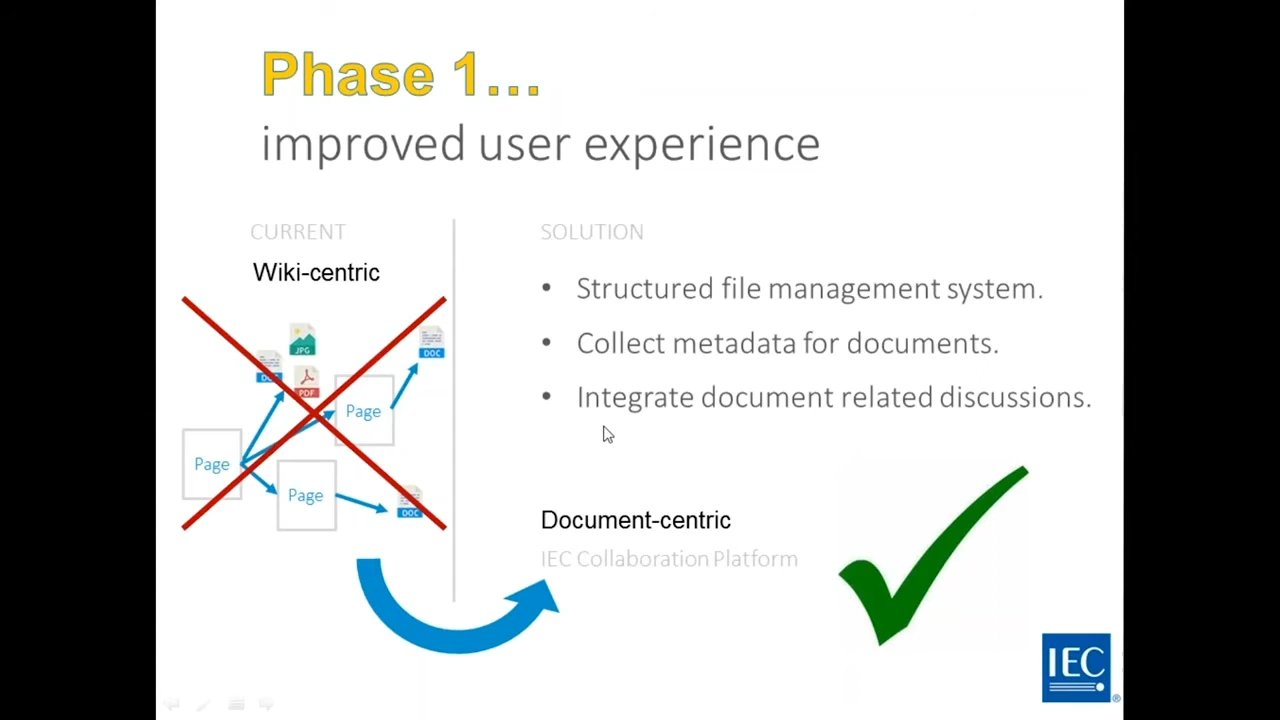 Phase 1...
improved user experience
CURRENT
Wiki-centric
JPG
DOC
DOC
PDF
Page
Page
Page
DOC
SOLUTION
• Structured file management system.
• Collect metadata for documents.
• Integrate document related discussions.
Document-centric
IEC Collaboration Platform
IEC
®